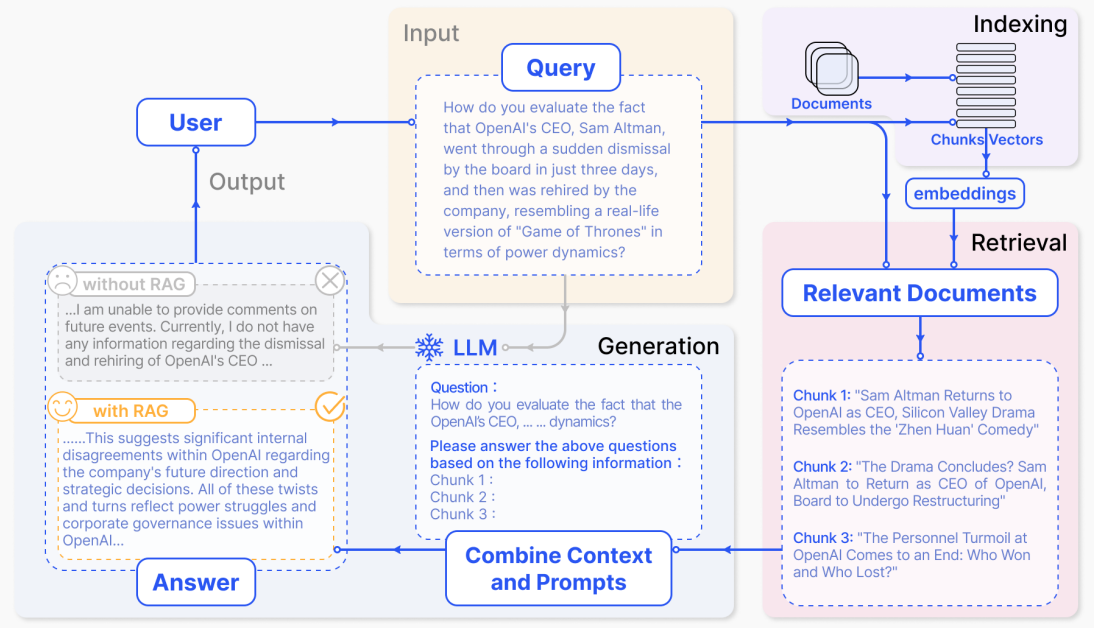 Input
Query
How do you evaluate the fact
that OpenAI's CEO, Sam Altman,
went through a sudden dismissal
by the board in just three days,
and then was rehired by the
company, resembling a real-life
version of "Game of Thrones" in
terms of power dynamics?
Indexing
Documents
Chunks Vectors
embeddings
User
Output
Retrieval
Relevant Documents
Chunk 1: "Sam Altman Returns to
OpenAI as CEO, Silicon Valley Drama
Resembles the 'Zhen Huan' Comedy"
Chunk 2: "The Drama Concludes? Sam
Altman to Return as CEO of OpenAI,
Board to Undergo Restructuring"
Chunk 3: "The Personnel Turmoil at
OpenAI Comes to an End: Who Won
and Who Lost?"
LLM
Generation
Question :
How do you evaluate the fact that the
OpenAI's CEO, ... ... dynamics?
Please answer the above questions
based on the following information :
Chunk 1 :
Chunk 2 :
Chunk 3 :
Combine Context
and Prompts
without RAG
...I am unable to provide comments on
future events. Currently, I do not have
any information regarding the dismissal
and rehiring of OpenAI's CEO ...
with RAG
......This suggests significant internal
disagreements within OpenAI regarding
the company's future direction and
strategic decisions. All of these twists
and turns reflect power struggles and
corporate governance issues within
OpenAI...
Answer